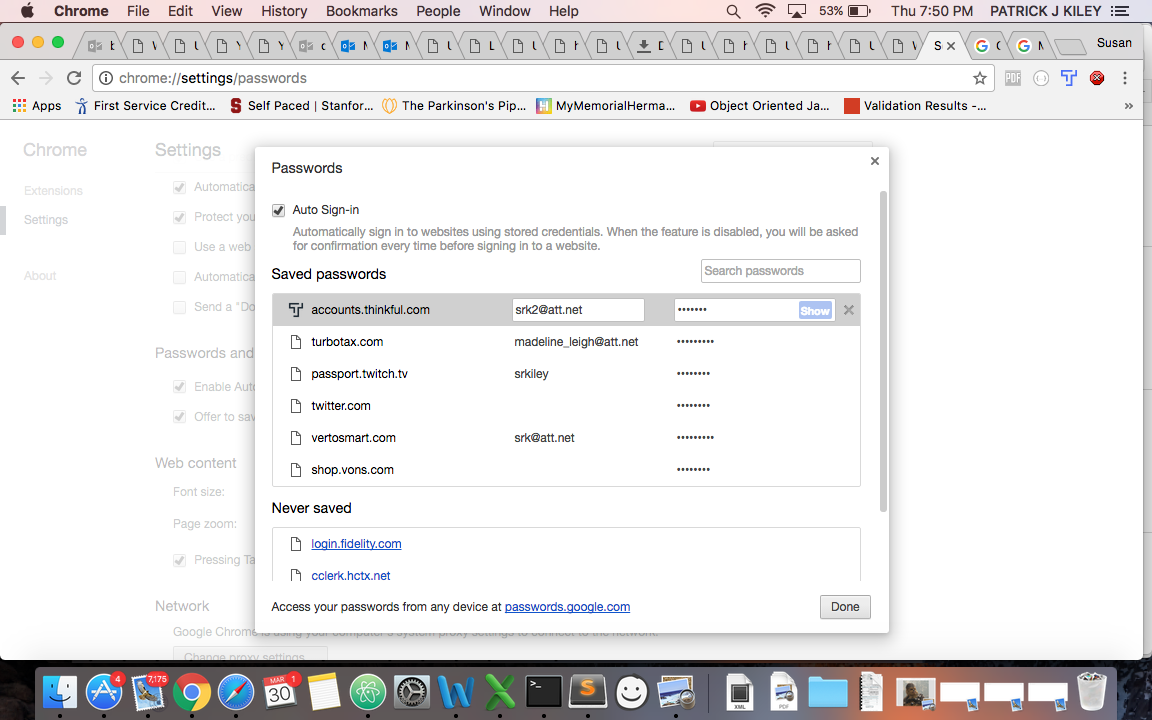 Chrome File Edit View History Bookmarks People Window Help 53% Thu 7:50 PM PATRICK J KILEY
Susan
chrome://settings/passwords
PDF
Apps First Service Credit... Self Paced | Stanfor... The Parkinson's Pip... MyMemorialHerma... Object Oriented Ja... Validation Results -... »
Chrome
Settings
Extensions
Settings
About
Automatica
Protect you
Use a web
Automatica
Send a "Do
Passwords and
Enable Auto
Offer to sav
Web content
Font size:
Page zoom:
Pressing Ta
Network
Google Chrome is using your computer's system proxy settings to connect to the network.
Change proxy settings
Passwords
Auto Sign-in
Automatically sign in to websites using stored credentials. When the feature is disabled, you will be asked
for confirmation every time before signing in to a website.
Saved passwords
Search passwords
accounts.thinkful.com srk2@att.net ••••••• Show
turbotax.com madeline_leigh@att.net •••••••••
passport.twitch.tv srkiley ••••••••
twitter.com ••••••••
vertosmart.com srk@att.net •••••••••
shop.vons.com ••••••••
Never saved
login.fidelity.com
cclerk.hctx.net
Access your passwords from any device at passwords.google.com
Done
4
7,175
MAR 1
30
XML
PDF